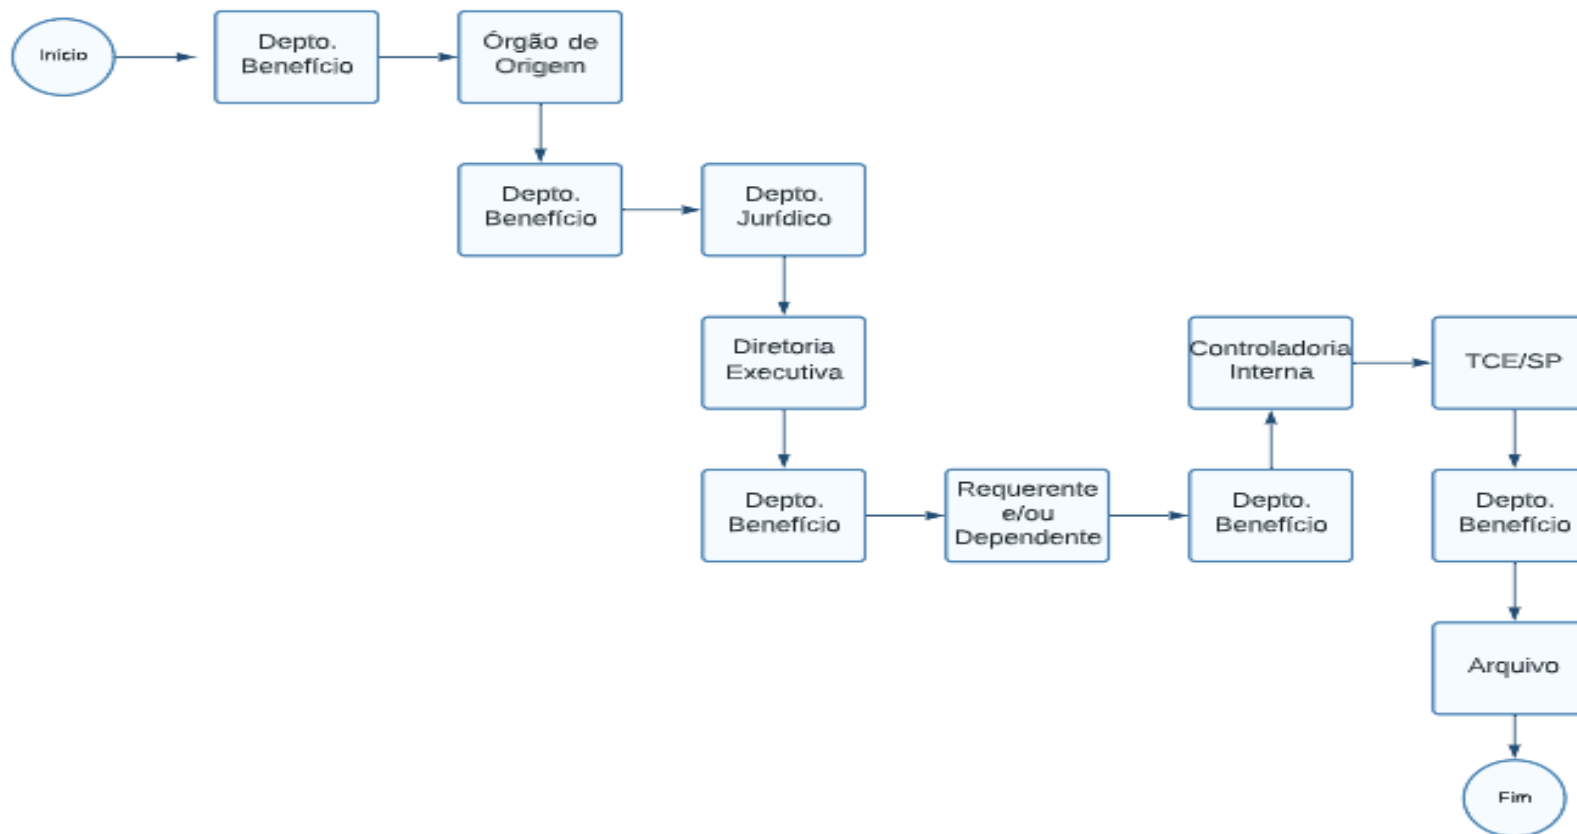 Início
Depto.
Benefício
Órgão de
Origem
Depto.
Benefício
Depto.
Jurídico
Diretoria
Executiva
Depto.
Benefício
Requerente
e/ou
Dependente
Depto.
Benefício
Controladoria
Interna
TCE/SP
Depto.
Benefício
Arquivo
Fim